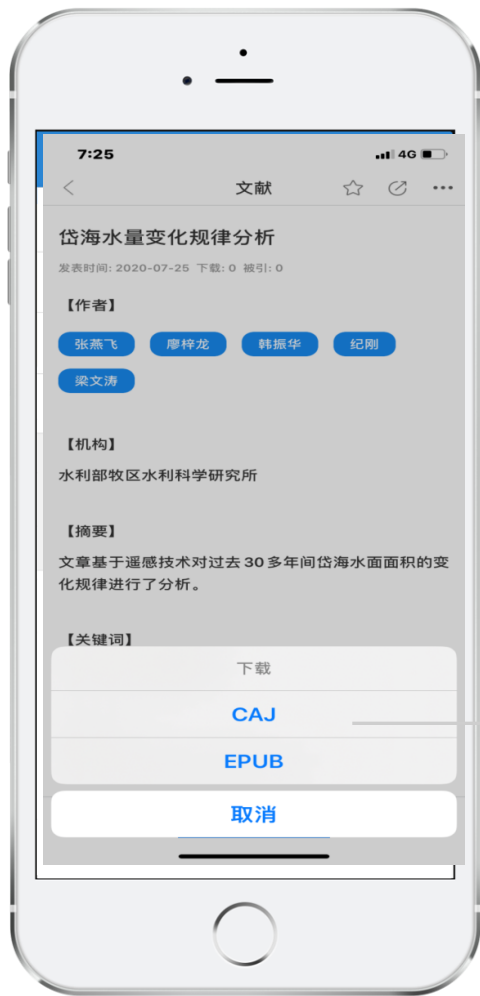 7:25
4G
文献
岱海水量变化规律分析
发表时间: 2020-07-25 下载: 0 被引: 0
【作者】
张燕飞 廖梓龙 韩振华 纪刚
梁文涛
【机构】
水利部牧区水利科学研究所
【摘要】
文章基于遥感技术对过去30多年间岱海水面面积的变
化规律进行了分析。
【关键词】
下载
CAJ
EPUB
取消